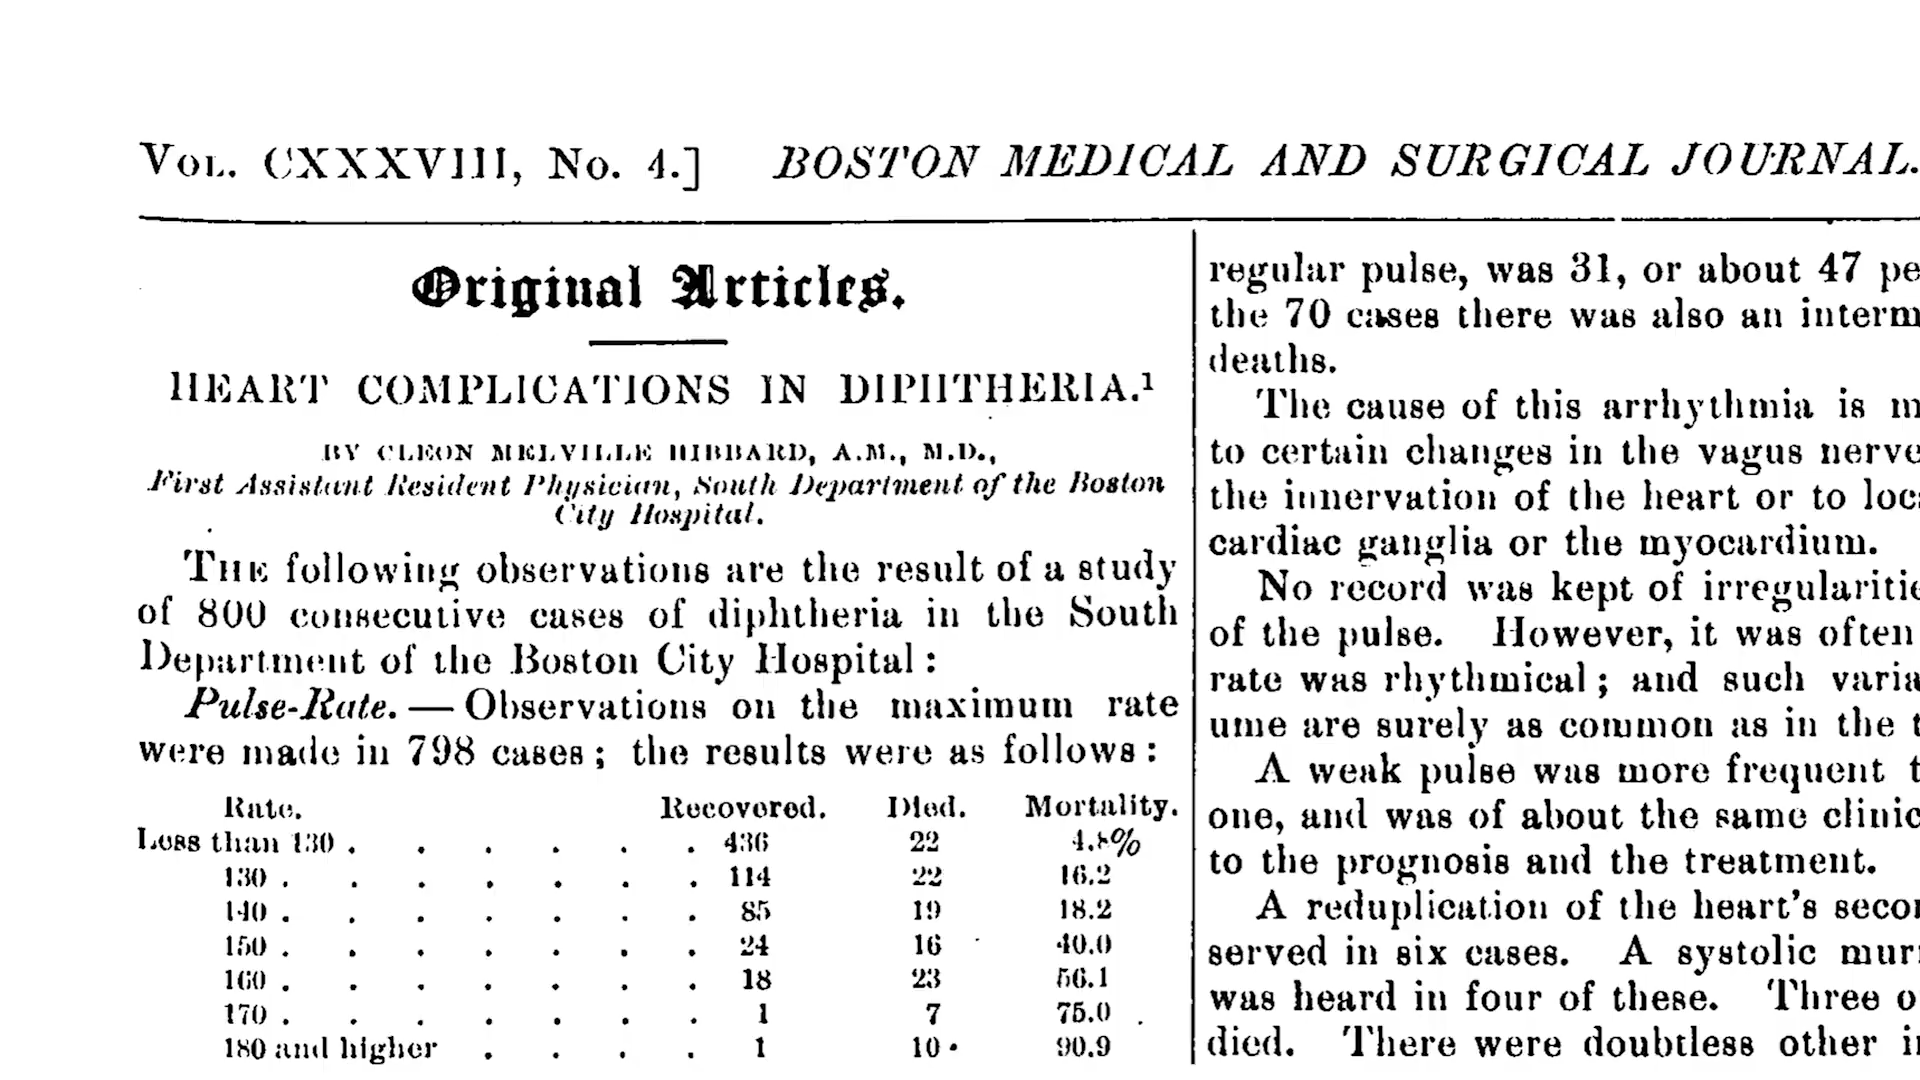 VOL. CXXXVIII, No. 4.] BOSTON MEDICAL AND SURGICAL JOURNAL.
Original Articles.
HEART COMPLICATIONS IN DIPHTHERIA.¹
BY CLEON MELVILLE HIBBARD, A.M., M.D.,
First Assistant Resident Physician, South Department of the Boston
City Hospital.
THE following observations are the result of a study
of 800 consecutive cases of diphtheria in the South
Department of the Boston City Hospital:
Pulse-Rate. — Observations on the maximum rate
were made in 798 cases; the results were as follows:
Rate. Recovered. Died. Mortality.
Less than 130 . . . . . . 436 22 4.8%
130 . . . . . . . 114 22 16.2
140 . . . . . . . 85 19 18.2
150 . . . . . . . 24 16 40.0
160 . . . . . . . 18 23 56.1
170 . . . . . . . 1 7 75.0
180 and higher . . . . 1 10 90.9
regular pulse, was 31, or about 47 pe
the 70 cases there was also an interm
deaths.
The cause of this arrhythmia is m
to certain changes in the vagus nerve
the innervation of the heart or to loc
cardiac ganglia or the myocardium.
No record was kept of irregularitie
of the pulse. However, it was often
rate was rhythmical; and such varia
ume are surely as common as in the t
A weak pulse was more frequent t
one, and was of about the same clinic
to the prognosis and the treatment.
A reduplication of the heart's secon
served in six cases. A systolic mur
was heard in four of these. Three o
died. There were doubtless other i